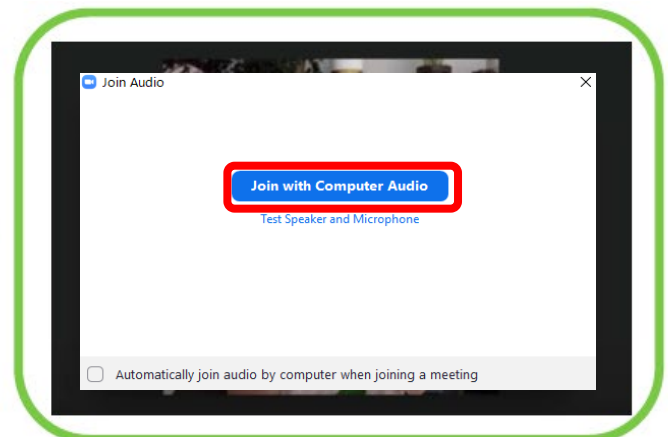 Join Audio
Join with Computer Audio
Test Speaker and Microphone
Automatically join audio by computer when joining a meeting